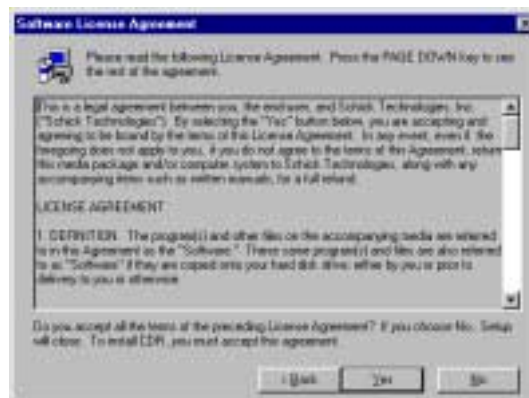 Software License Agreement
Please read the following License Agreement. Press the PAGE DOWN key to see
the rest of the agreement.
This is a legal agreement between you, the end user, and Schick Technologies, Inc.
("Schick Technologies"). By selecting the "Yes" button below, you are accepting and
agreeing to be bound by the terms of this License Agreement. In any event, even if the
foregoing does not apply to you, if you do not agree to the terms of this Agreement, return
this media package and/or computer system to Schick Technologies, along with any
accompanying items such as written manuals, for a full refund.
LICENSE AGREEMENT
1. DEFINITION. The program(s) and other files on the accompanying media are referred
to in this Agreement as the "Software." These same program(s) and files are also referred
to as "Software" if they are copied onto your hard disk drive, either by you or prior to
delivery to you or otherwise.
Do you accept all the terms of the preceding License Agreement? If you choose No, Setup
will close. To install CDR, you must accept this agreement.
< Back
Yes
No